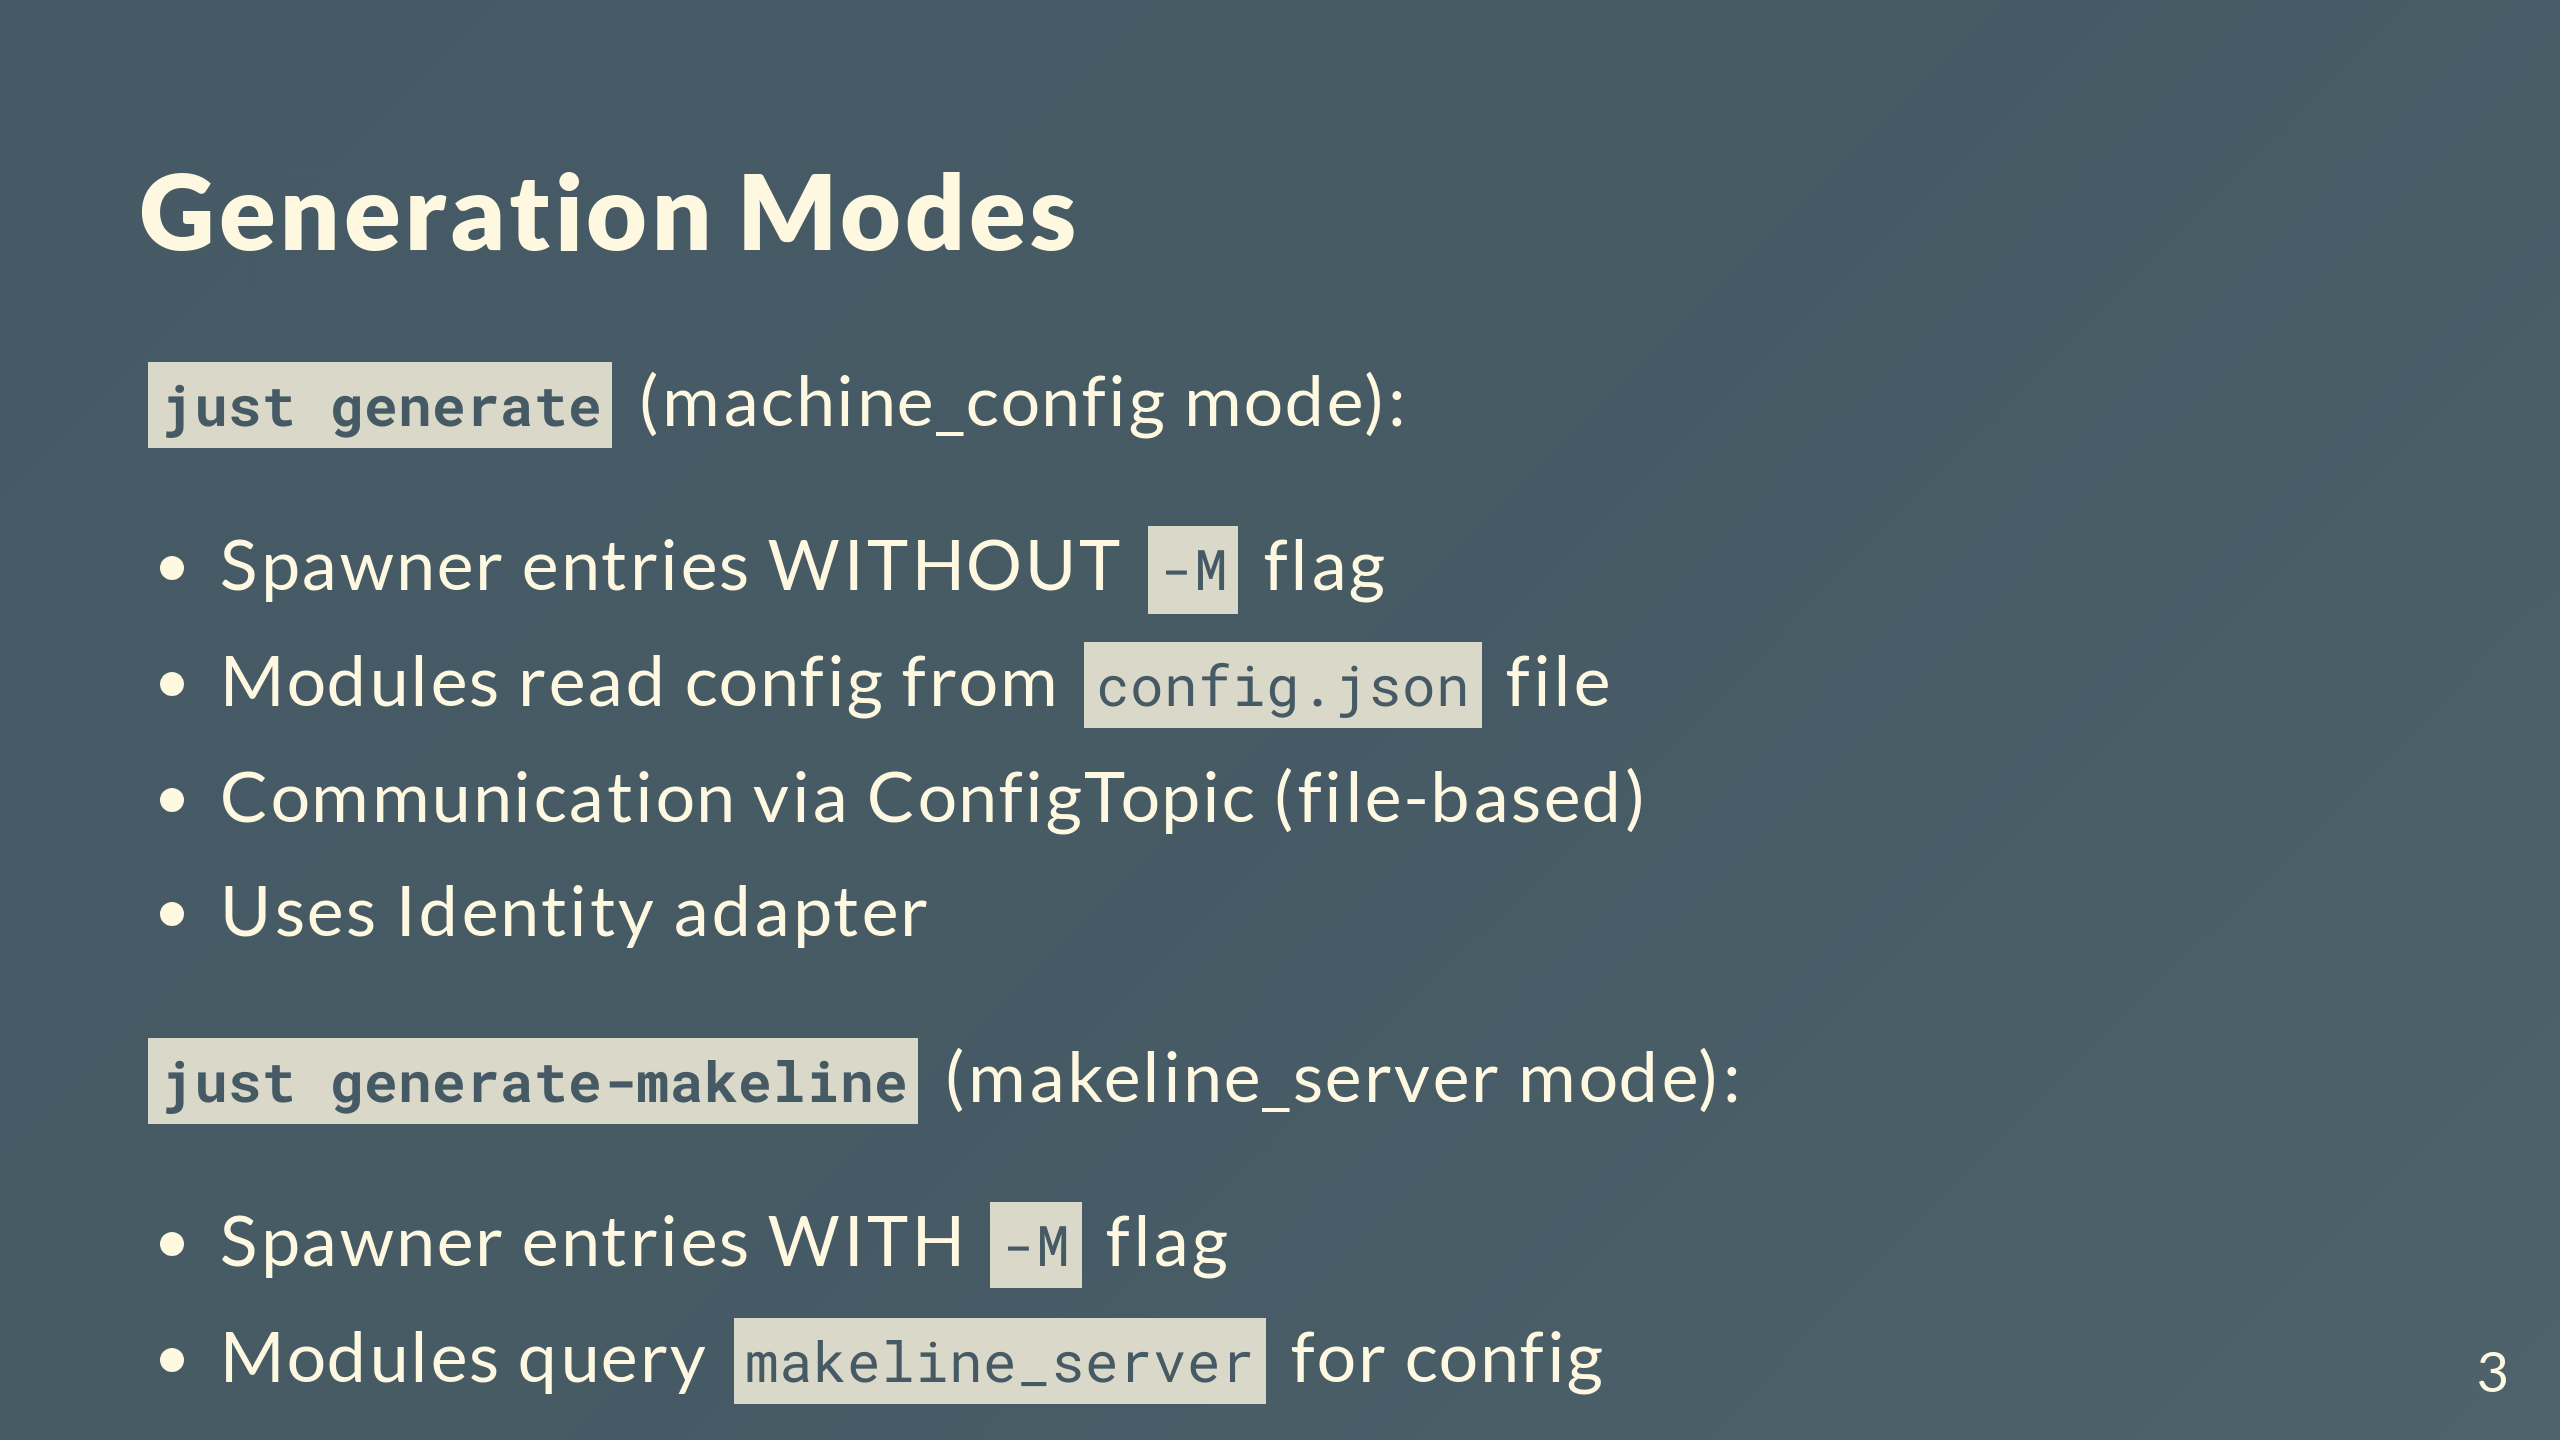 Generation Modes
just generate (machine_config mode):
• Spawner entries WITHOUT -M flag
• Modules read config from config.json file
• Communication via ConfigTopic (file-based)
• Uses Identity adapter
just generate-makeline (makeline_server mode):
• Spawner entries WITH -M flag
• Modules query makeline_server for config
3